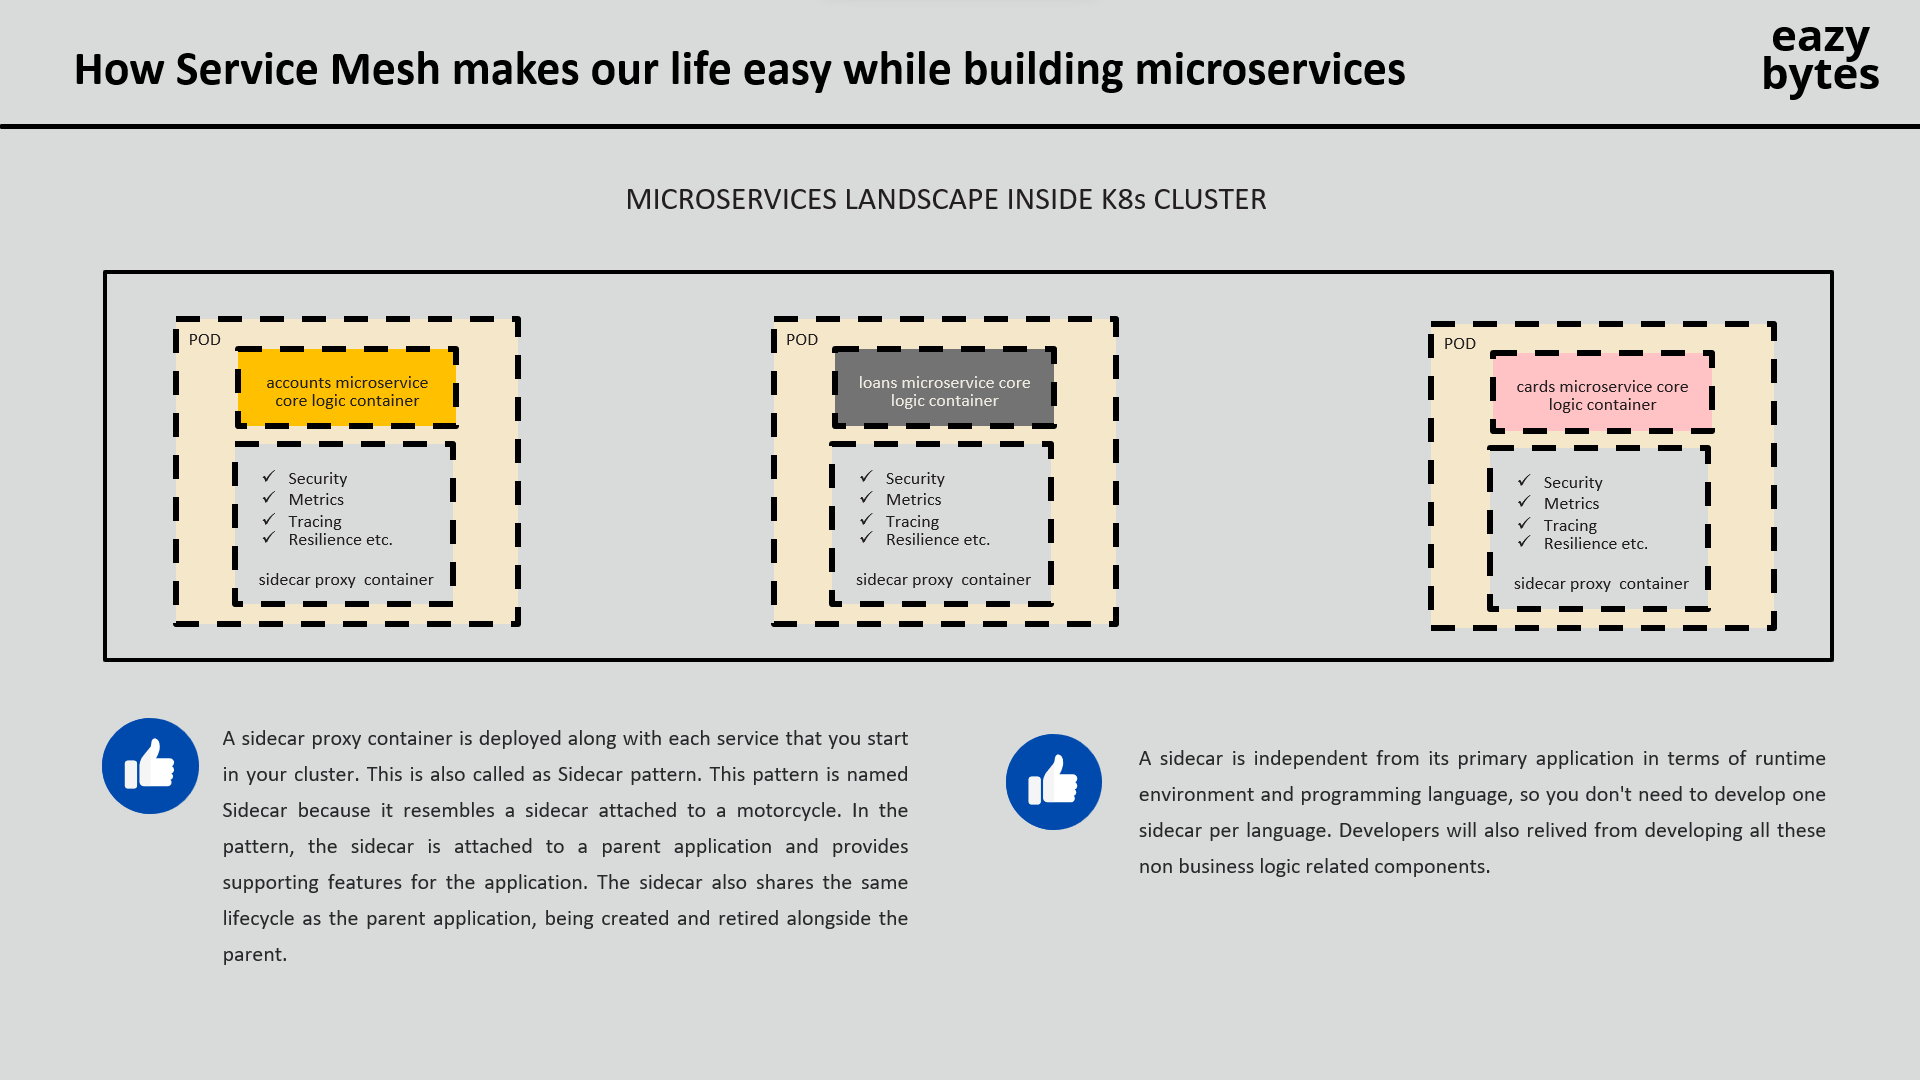 How Service Mesh makes our life easy while building microservices
eazy
bytes
MICROSERVICES LANDSCAPE INSIDE K8s CLUSTER
POD
accounts microservice
core logic container
✓ Security
✓ Metrics
✓ Tracing
✓ Resilience etc.
sidecar proxy  container
POD
loans microservice core
logic container
✓ Security
✓ Metrics
✓ Tracing
✓ Resilience etc.
sidecar proxy  container
POD
cards microservice core
logic container
✓ Security
✓ Metrics
✓ Tracing
✓ Resilience etc.
sidecar proxy  container
A sidecar proxy container is deployed along with each service that you start
in your cluster. This is also called as Sidecar pattern. This pattern is named
Sidecar because it resembles a sidecar attached to a motorcycle. In the
pattern, the sidecar is attached to a parent application and provides
supporting features for the application. The sidecar also shares the same
lifecycle as the parent application, being created and retired alongside the
parent.
A sidecar is independent from its primary application in terms of runtime
environment and programming language, so you don't need to develop one
sidecar per language. Developers will also relived from developing all these
non business logic related components.